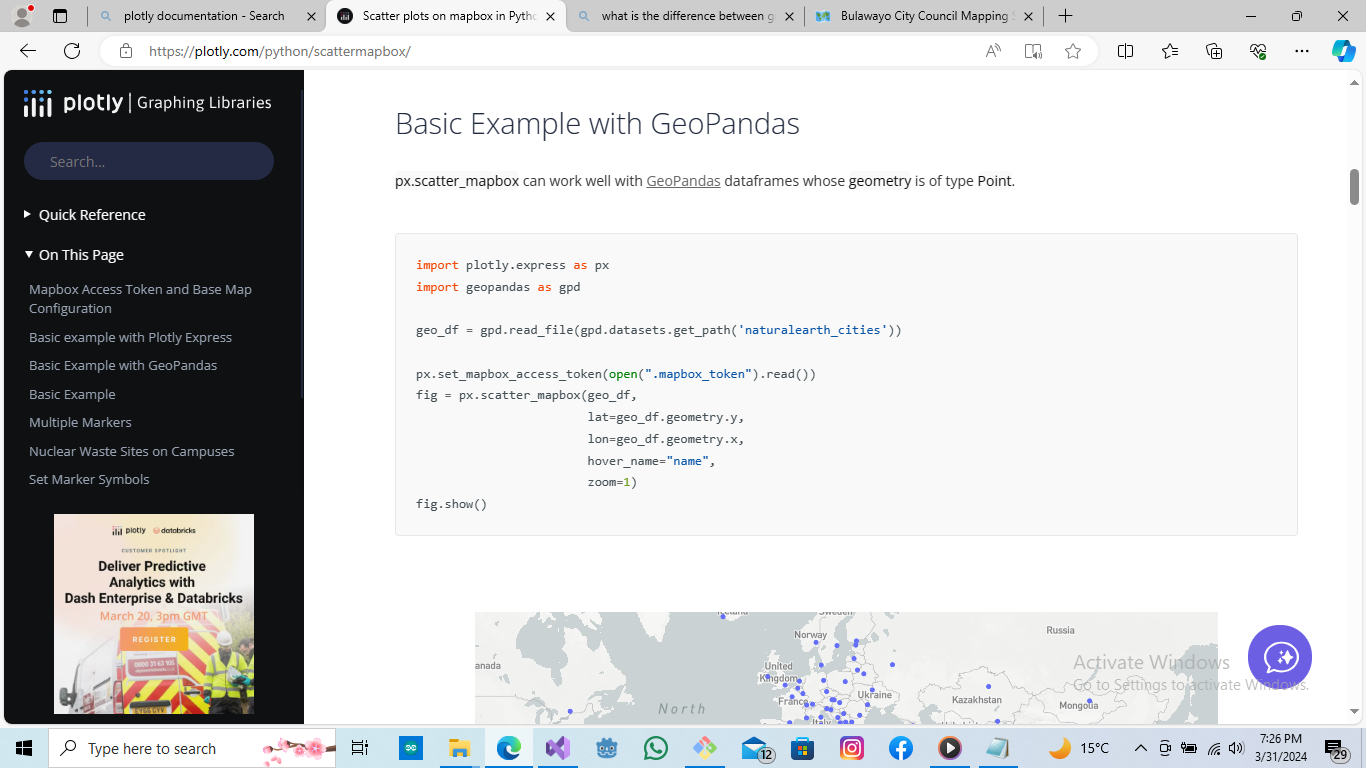 plotly documentation - Search
Scatter plots on mapbox in Pytho
what is the difference between g
Bulawayo City Council Mapping S
https://plotly.com/python/scattermapbox/
plotly | Graphing Libraries
Search...
Quick Reference
On This Page
Mapbox Access Token and Base Map
Configuration
Basic example with Plotly Express
Basic Example with GeoPandas
Basic Example
Multiple Markers
Nuclear Waste Sites on Campuses
Set Marker Symbols
plotly databricks
CUSTOMER SPOTLIGHT
Deliver Predictive
Analytics with
Dash Enterprise & Databricks
March 20, 3pm GMT
REGISTER
Basic Example with GeoPandas
px.scatter_mapbox can work well with GeoPandas dataframes whose geometry is of type Point.
import plotly.express as px
import geopandas as gpd
geo_df = gpd.read_file(gpd.datasets.get_path('naturalearth_cities'))
px.set_mapbox_access_token(open(".mapbox_token").read())
fig = px.scatter_mapbox(geo_df,
lat=geo_df.geometry.y,
lon=geo_df.geometry.x,
hover_name="name",
zoom=1)
fig.show()
Iceland
Sweden
Norway
Russia
anada
United
Kingdom
Ukraine
France
Kazakhstan
Mongolia
North
Italy
Activate Windows
Go to Settings to activate Windows.
Type here to search
12
15°C
7:26 PM
3/31/2024
29